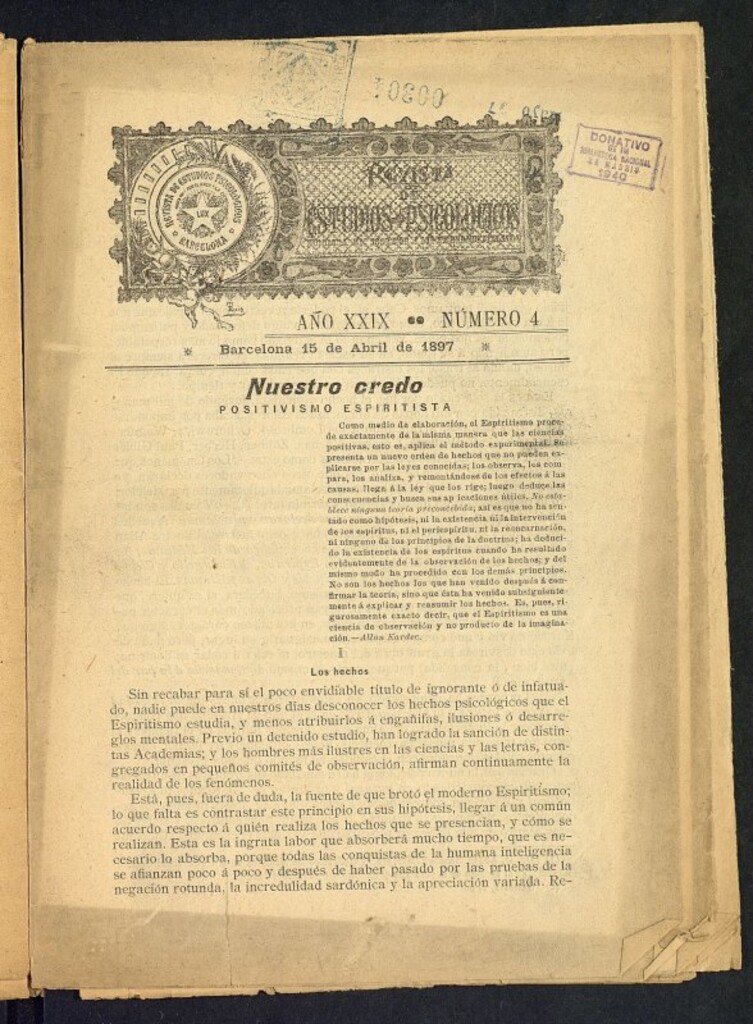 00304
DONATIVO
BIBLIOTECA NACIONAL
DE MADRID
1940
REVISTA DE ESTUDIOS PSICOLÓGICOS
LUX
BARCELONA
REVISTA
DE
ESTUDIOS PSICOLÓGICOS
AÑO XXIX NÚMERO 4
Barcelona 15 de Abril de 1897
Nuestro credo
POSITIVISMO ESPIRITISTA
Como medio de elaboración, el Espiritismo proce-
de exactamente de la misma manera que las ciencias
positivas, esto es, aplica el método experimental. Se
presenta un nuevo orden de hechos que no pueden ex-
plicarse por las leyes conocidas; los observa, los com
para, los analiza, y remontándose de los efectos á las
causas, llega á la ley que los rige; luego deduce las
consecuencias y busca sus aplicaciones útiles. No esta-
blece ninguna teoría preconcebida; así es que no ha sen-
tado como hipótesis, ni la existencia ni la intervención
de los espíritus, ni el periespíritu, ni la reencarnación,
ni ninguno de los principios de la doctrina; ha deduci-
do la existencia de los espíritus cuando ha resultado
evidentemente de la observación de los hechos; y del
mismo modo ha procedido con los demás principios.
No son los hechos los que han venido después á con-
firmar la teoría, sino que ésta ha venido subsiguiente-
mente á explicar y reasumir los hechos. Es, pues, ri-
gurosamente exacto decir, que el Espiritismo es una
ciencia de observación y no producto de la imagina-
ción.—Allan Kardec.
I
Los hechos
Sin recabar para sí el poco envidiable título de ignorante ó de infatua-
do, nadie puede en nuestros días desconocer los hechos psicológicos que el
Espiritismo estudia, y menos atribuirlos á engañifas, ilusiones ó desarre-
glos mentales. Previo un detenido estudio, han logrado la sanción de distin-
tas Academias; y los hombres más ilustres en las ciencias y las letras, con-
gregados en pequeños comités de observación, afirman continuamente la
realidad de los fenómenos.
Está, pues, fuera de duda, la fuente de que brotó el moderno Espiritismo;
lo que falta es contrastar este principio en sus hipótesis, llegar á un común
acuerdo respecto á quién realiza los hechos que se presencian, y cómo se
realizan. Esta es la ingrata labor que absorberá mucho tiempo, que es ne-
cesario lo absorba, porque todas las conquistas de la humana inteligencia
se afianzan poco á poco y después de haber pasado por las pruebas de la
negación rotunda, la incredulidad sardónica y la apreciación variada. Re-